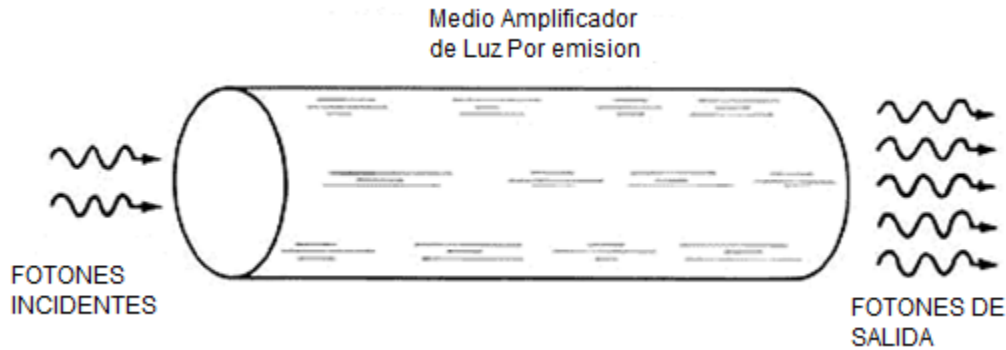 Medio Amplificador
de Luz Por emision
FOTONES
INCIDENTES
FOTONES DE
SALIDA